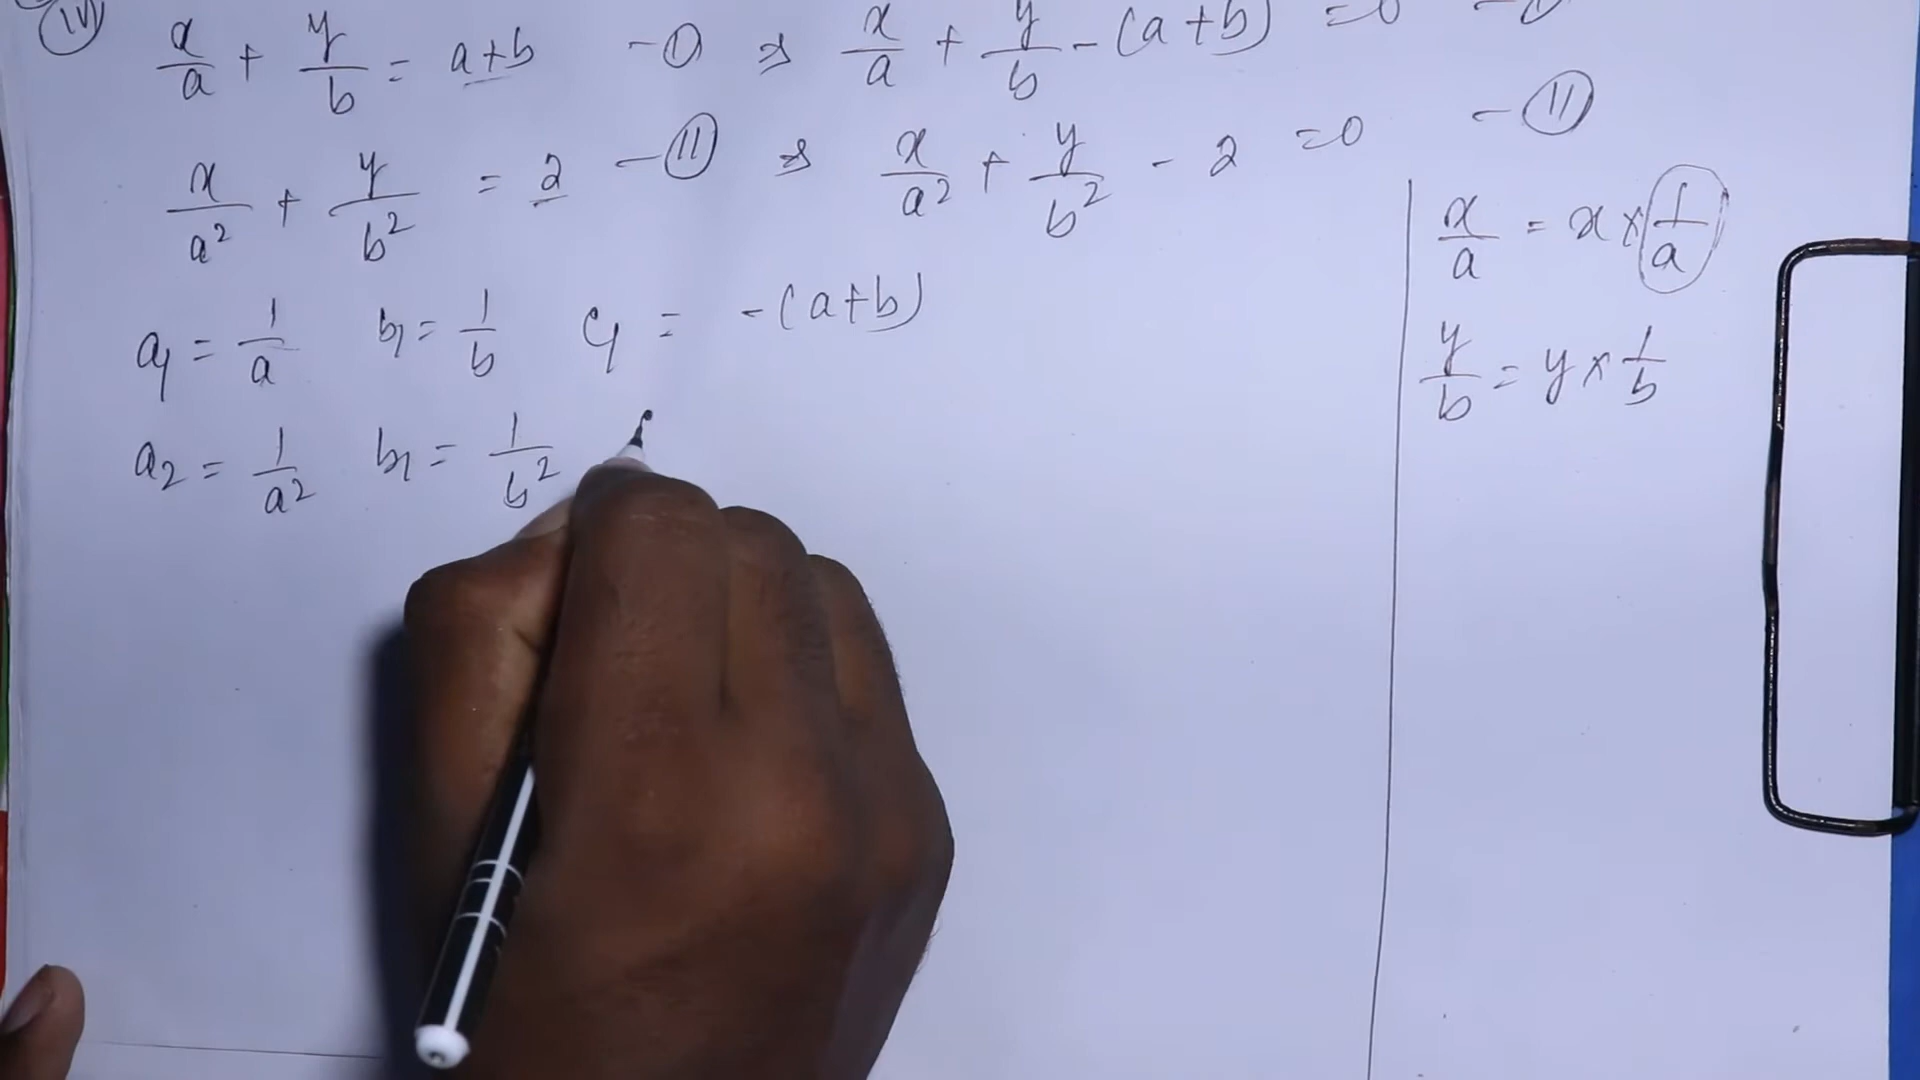 (IV) x/a + y/b = a+b - (I) ⇒ x/a + y/b - (a+b) = 0 - (I)
x/a² + y/b² = 2 - (II) ⇒ x/a² + y/b² - 2 = 0 - (II)
a₁ = 1/a b₁ = 1/b c₁ = -(a+b)
a₂ = 1/a² b₂ = 1/b²
x/a = x × 1/a
y/b = y × 1/b